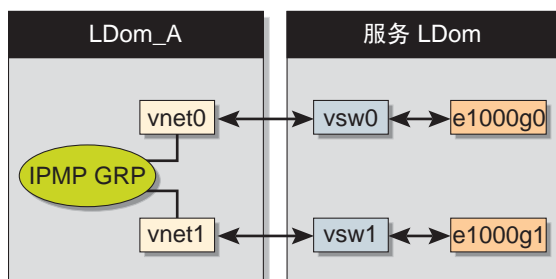 LDom_A
服务 LDom
vnet0
vsw0
e1000g0
IPMP GRP
vnet1
vsw1
e1000g1